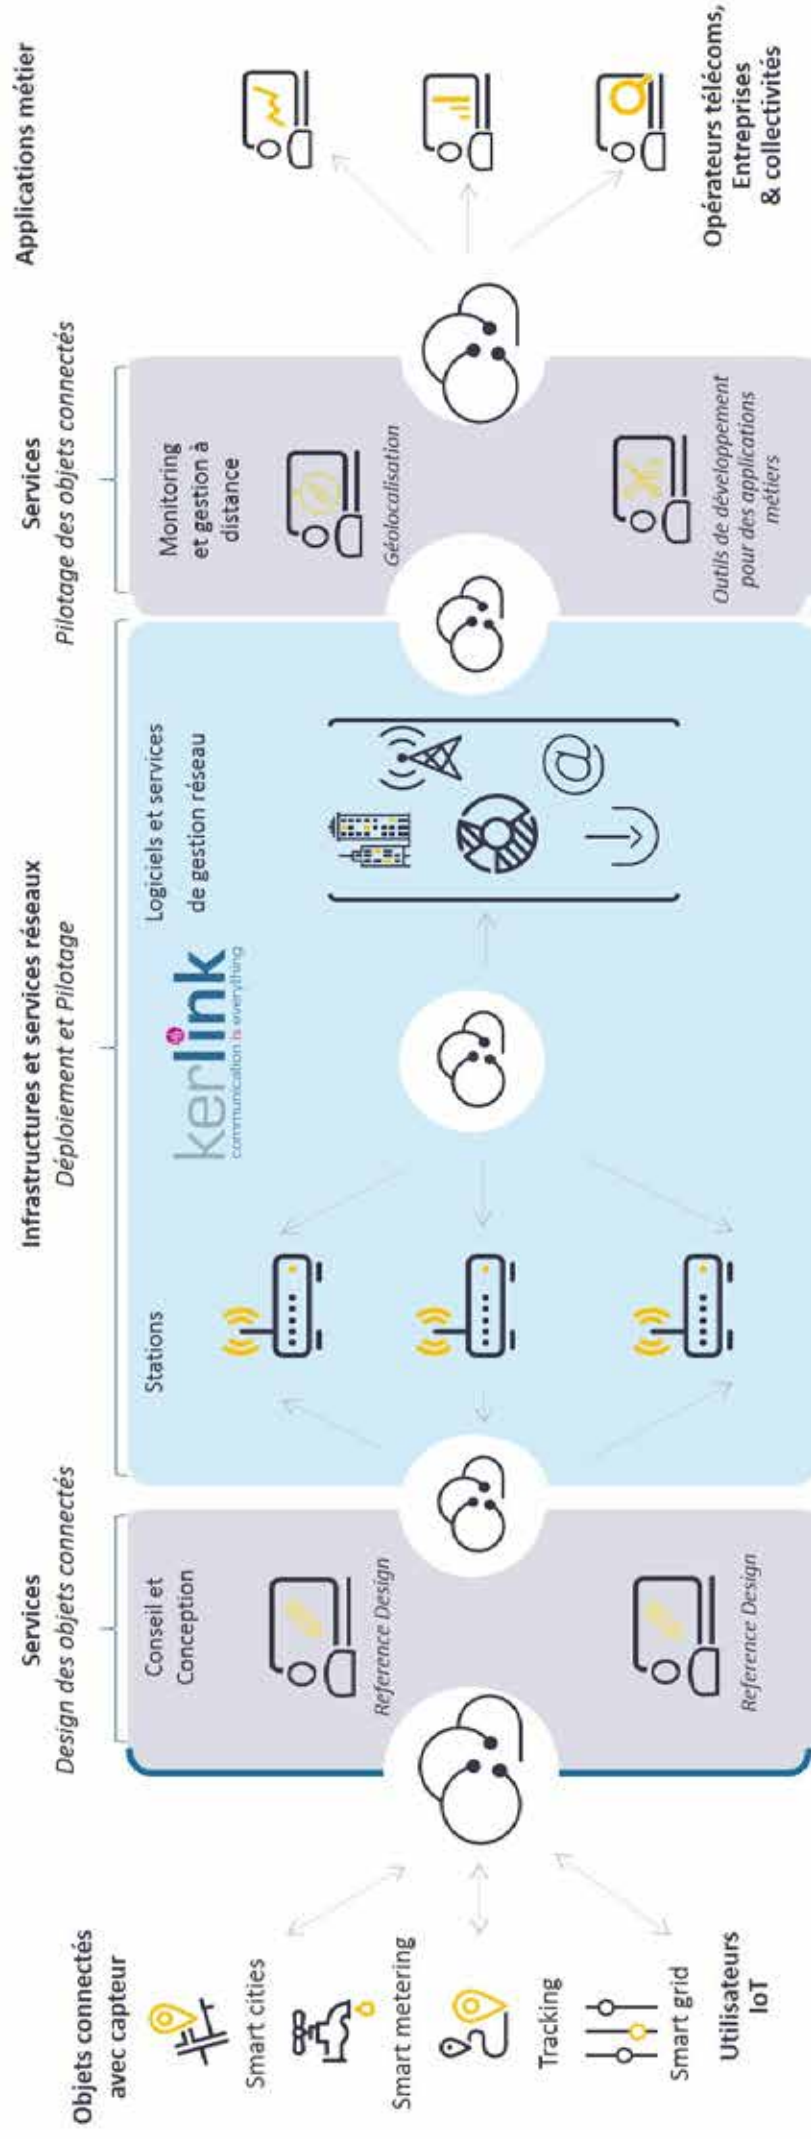 Objets connectés
avec capteur
Smart cities
Smart metering
Tracking
Smart grid
Utilisateurs
IoT
Services
Design des objets connectés
Conseil et
Conception
Reference Design
Reference Design
Infrastructures et services réseaux
Déploiement et Pilotage
Stations
kerlink
communication is everything
Logiciels et services
de gestion réseau
@
Services
Pilotage des objets connectés
Monitoring
et gestion à
distance
Géolocalisation
Outils de développement
pour des applications
métiers
Applications métier
Opérateurs télécoms,
Entreprises
& collectivités